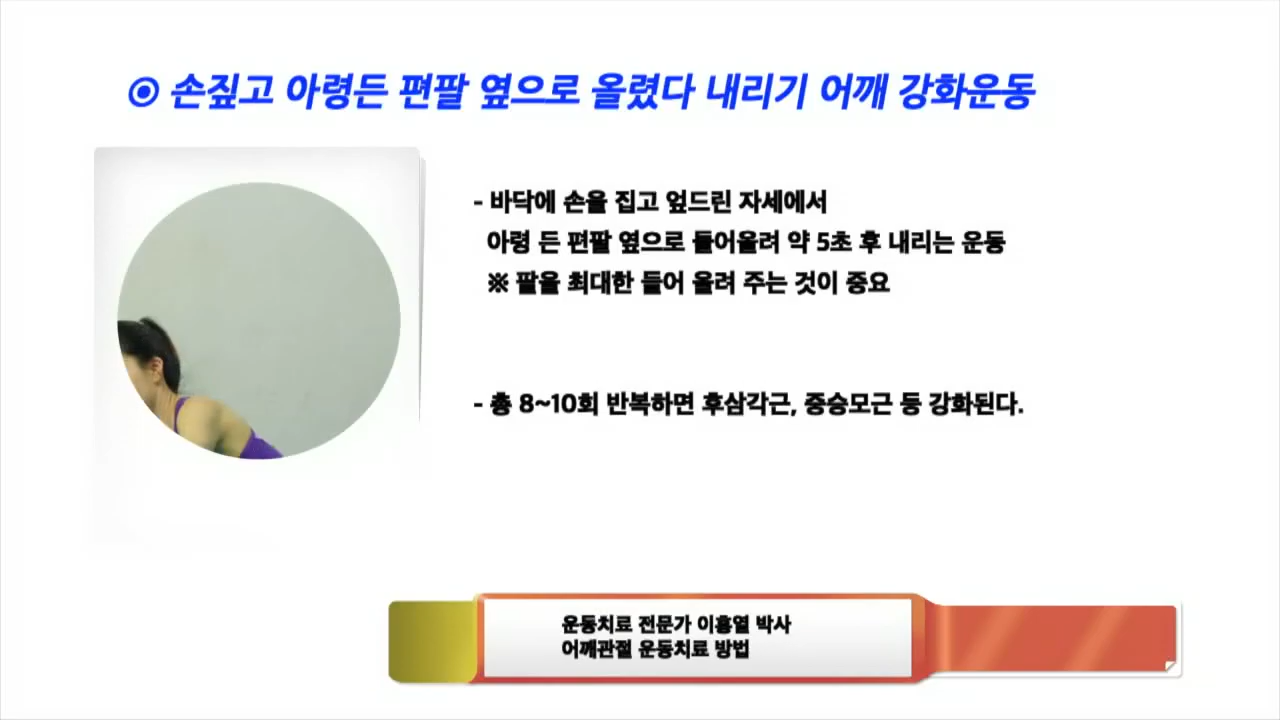 ◉ 손짚고 아령든 편팔 옆으로 올렸다 내리기 어깨 강화운동
- 바닥에 손을 집고 엎드린 자세에서
아령 든 편팔 옆으로 들어올려 약 5초 후 내리는 운동
※ 팔을 최대한 들어 올려 주는 것이 중요
- 총 8~10회 반복하면 후삼각근, 중승모근 등 강화된다.
운동치료 전문가 이흥열 박사
어깨관절 운동치료 방법